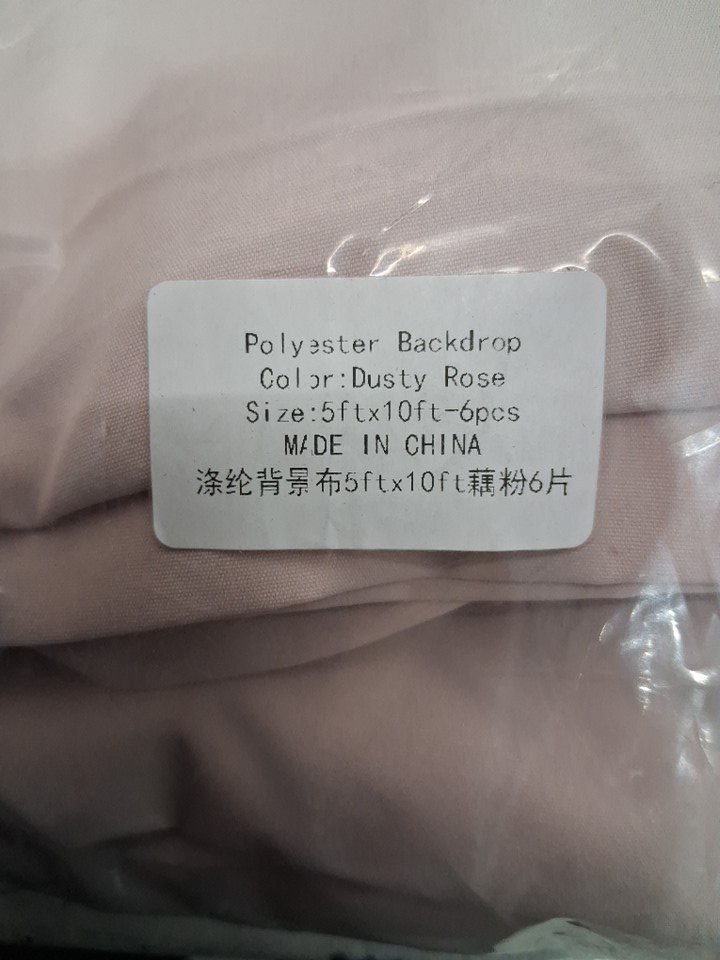 Polyester Backdrop
Color:Dusty Rose
Size:5ftx10ft-6pcs
MADE IN CHINA
涤纶背景布5ftx10ft藕粉6片